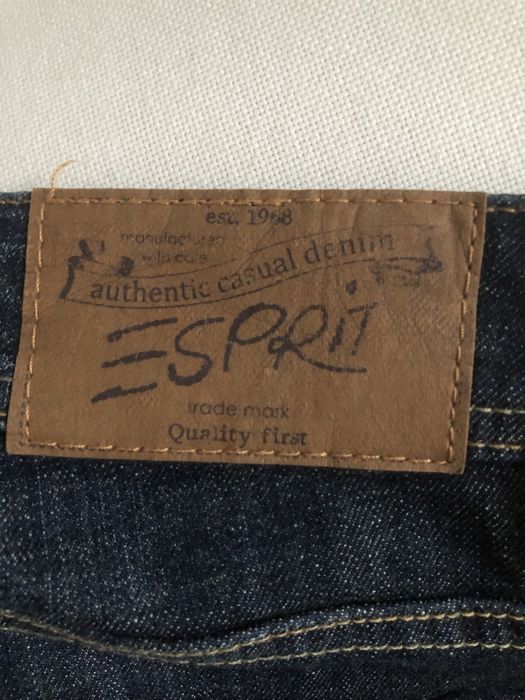 est. 1968
manufactured
with care
authentic casual denim
ESPRIT
trade mark
Quality first